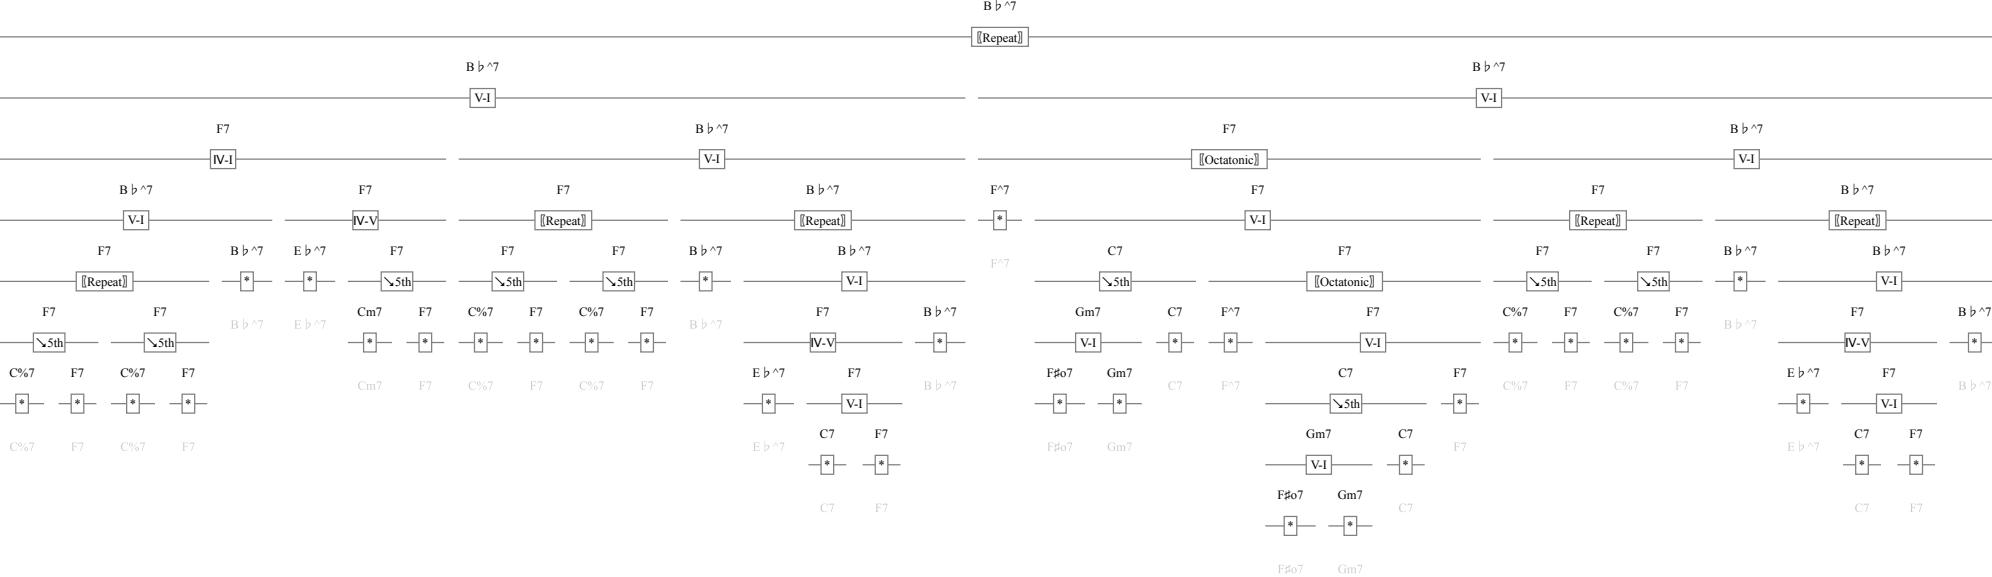 B♭^7
〚Repeat〛
B♭^7 B♭^7
V-I V-I
F7 B♭^7 F7 B♭^7
Ⅳ-I V-I 〚Octatonic〛 V-I
B♭^7 F7 F7 B♭^7 F^7 F7 F7 B♭^7
V-I Ⅳ-V 〚Repeat〛 〚Repeat〛 * V-I 〚Repeat〛 〚Repeat〛
F7 B♭^7 E♭^7 F7 F7 F7 B♭^7 B♭^7 F^7 C7 F7 F7 F7 B♭^7 B♭^7
〚Repeat〛 * * ↘5th ↘5th ↘5th * V-I ↘5th 〚Octatonic〛 ↘5th ↘5th * V-I
F7 F7 B♭^7 E♭^7 Cm7 F7 C%7 F7 C%7 F7 B♭^7 F7 B♭^7 Gm7 C7 F^7 F7 C%7 F7 C%7 F7 B♭^7 F7 B♭^7
↘5th ↘5th * * * * * * Ⅳ-V * V-I * * V-I * * * * Ⅳ-V *
C%7 F7 C%7 F7 Cm7 F7 C%7 F7 C%7 F7 E♭^7 F7 B♭^7 F♯o7 Gm7 C7 F^7 C7 F7 C%7 F7 C%7 F7 E♭^7 F7 B♭^7
* * * * * V-I * * ↘5th * * V-I
C%7 F7 C%7 F7 E♭^7 C7 F7 F♯o7 Gm7 Gm7 C7 F7 E♭^7 C7 F7
* * V-I * * *
C7 F7 F♯o7 Gm7 C7 C7 F7
* *
F♯o7 Gm7